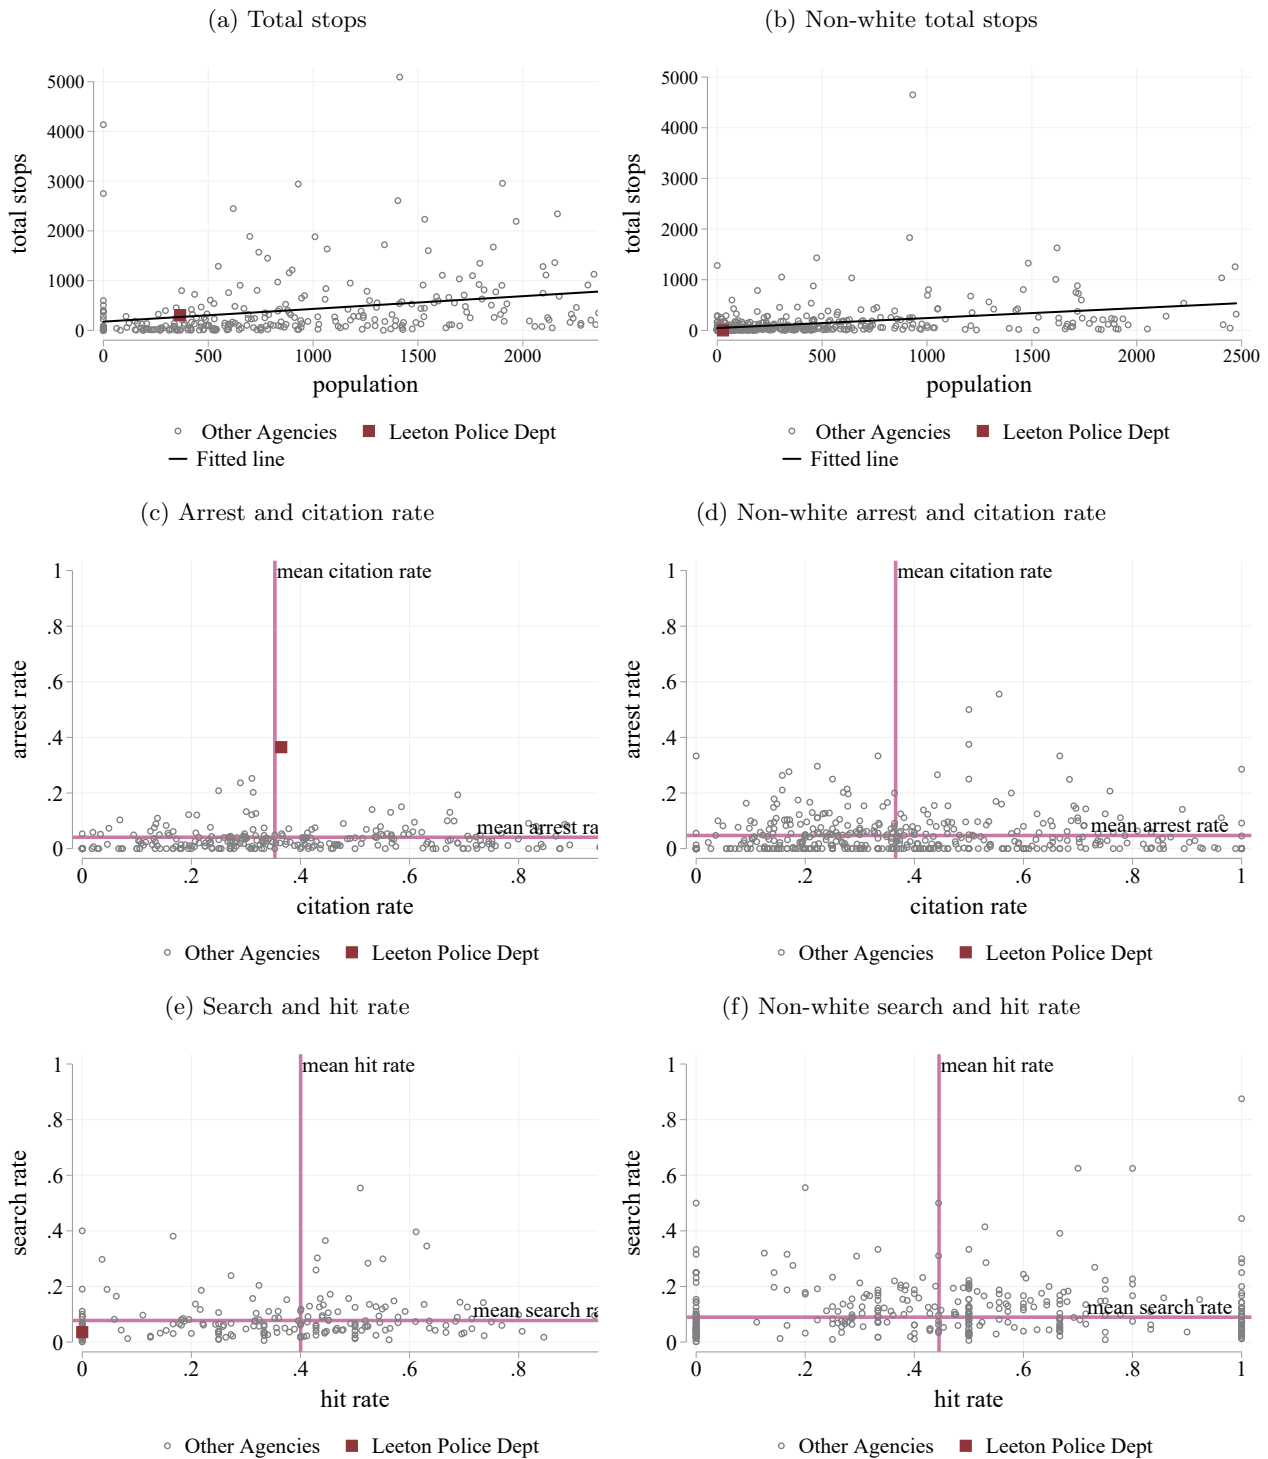 (a) Total stops
total stops
5000
4000
3000
2000
1000
0
0 500 1000 1500 2000
population
Other Agencies Leeton Police Dept
Fitted line
(b) Non-white total stops
total stops
5000
4000
3000
2000
1000
0
0 500 1000 1500 2000 2500
population
Other Agencies Leeton Police Dept
Fitted line
(c) Arrest and citation rate
arrest rate
1
.8
.6
.4
.2
0
mean citation rate
mean arrest ra
0 .2 .4 .6 .8
citation rate
Other Agencies Leeton Police Dept
(d) Non-white arrest and citation rate
arrest rate
1
.8
.6
.4
.2
0
mean citation rate
mean arrest rate
0 .2 .4 .6 .8 1
citation rate
Other Agencies Leeton Police Dept
(e) Search and hit rate
search rate
1
.8
.6
.4
.2
0
mean hit rate
mean search ra
0 .2 .4 .6 .8
hit rate
Other Agencies Leeton Police Dept
(f) Non-white search and hit rate
search rate
1
.8
.6
.4
.2
0
mean hit rate
mean search rate
0 .2 .4 .6 .8 1
hit rate
Other Agencies Leeton Police Dept